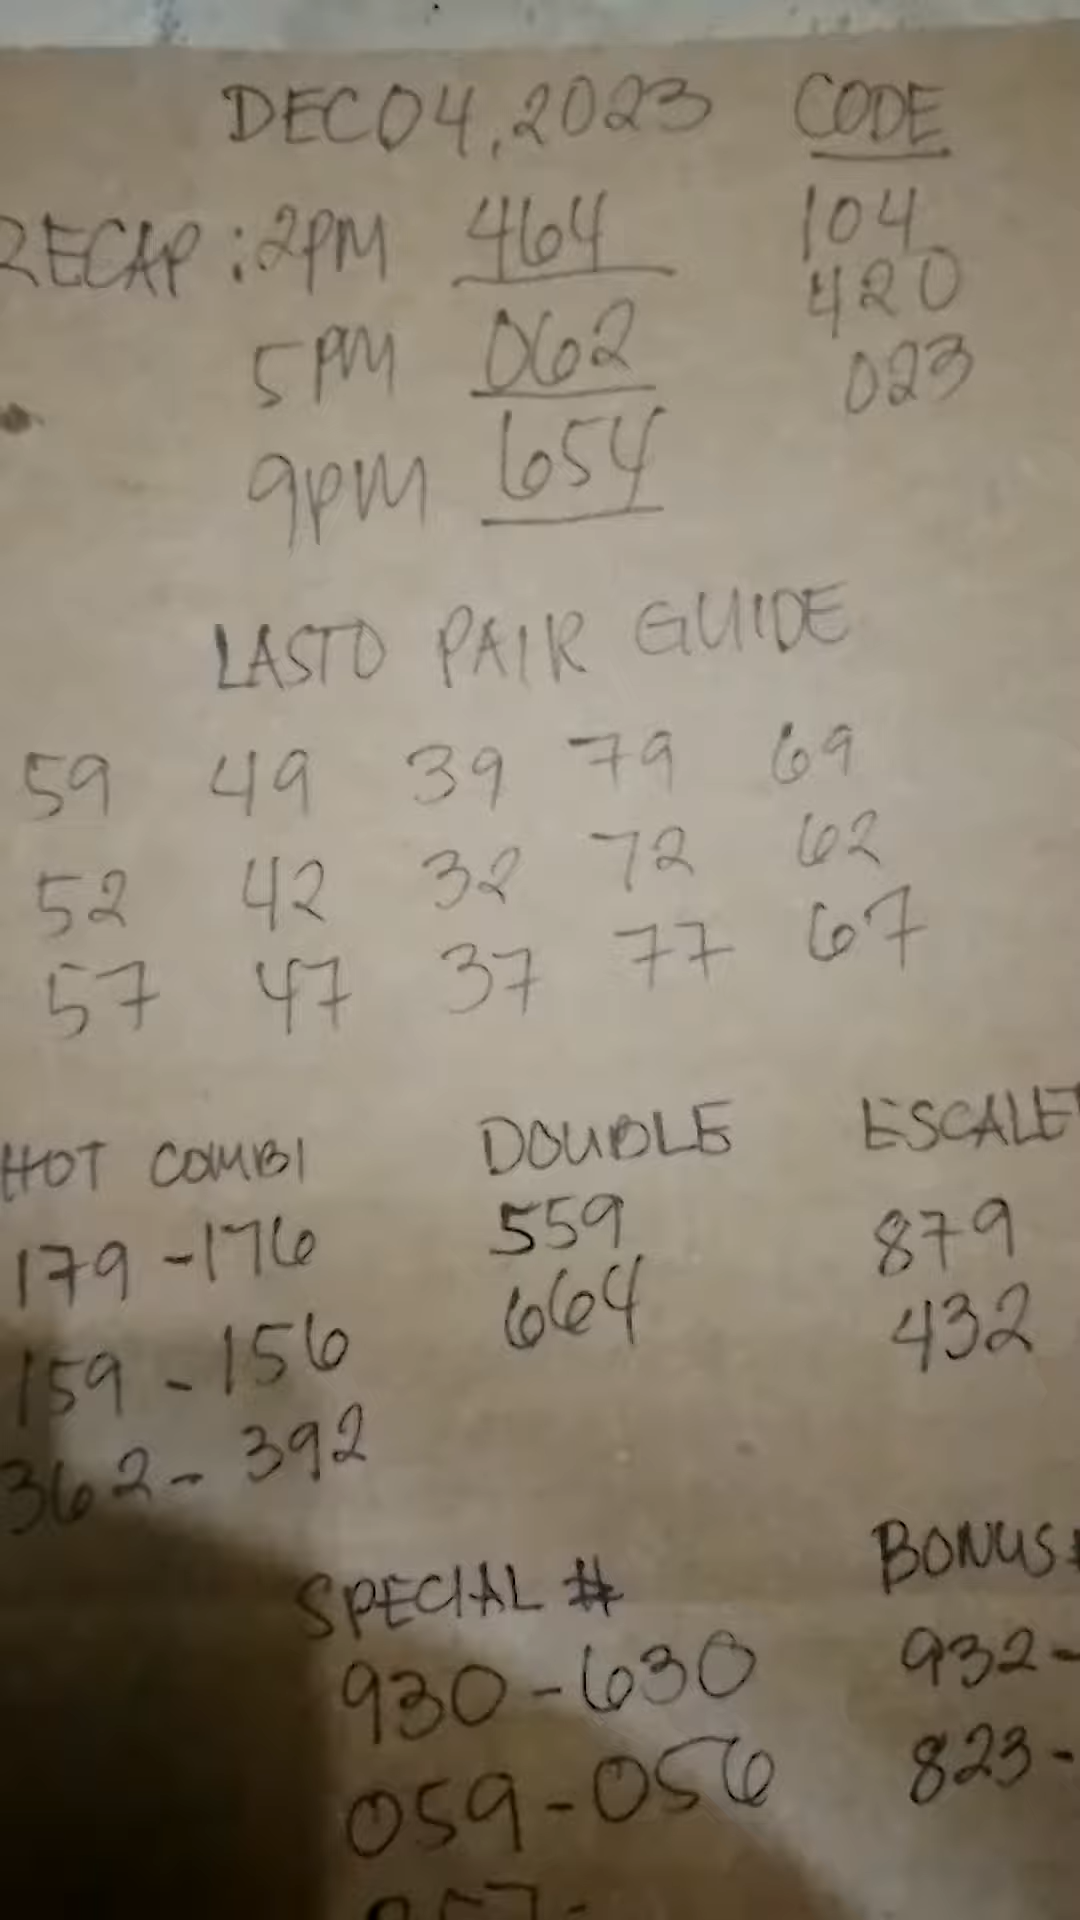 DEC 04, 2023 CODE
RECAP: 2PM 464 104
420
5PM 062 023
9PM 654
LASTO PAIR GUIDE
59 49 39 79 69
52 42 32 72 62
57 47 37 77 67
HOT COMBI DOUBLE ESCALE
179-176 559 879
159-156 664 432
362-392
SPECIAL # BONUS #
930-630 932-
059-056 823-